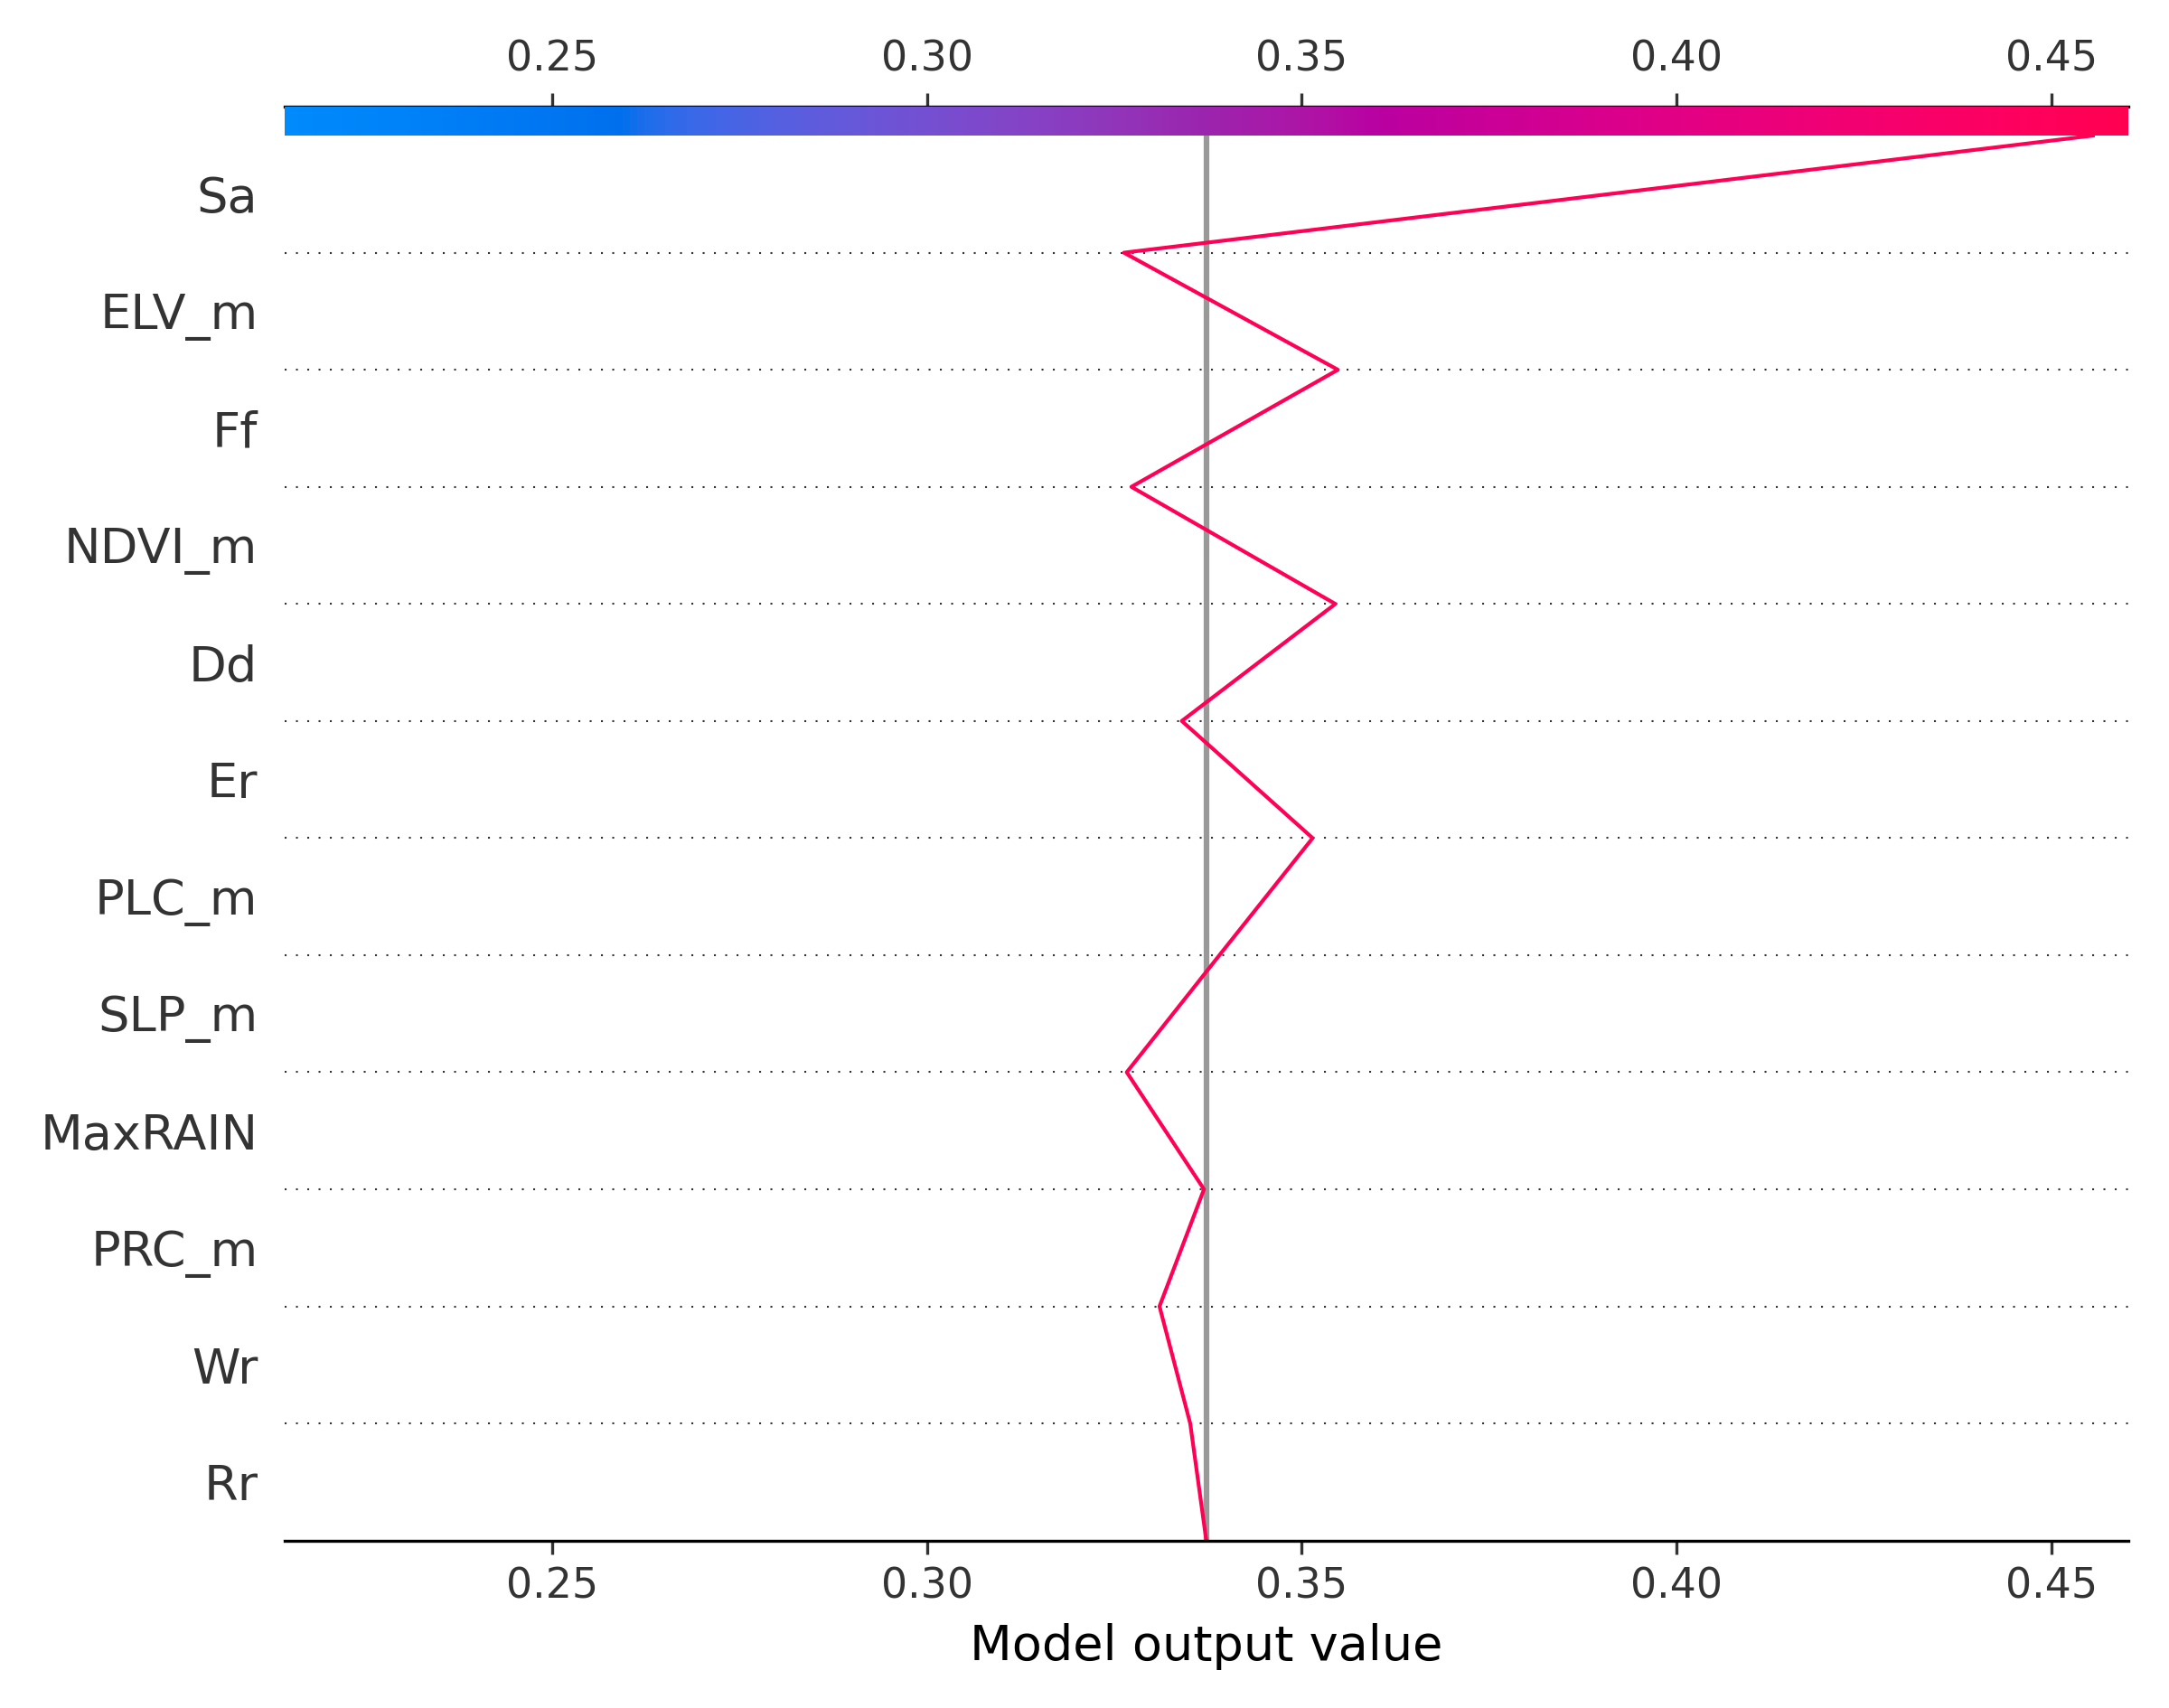 0.25 0.30 0.35 0.40 0.45
Sa
ELV_m
Ff
NDVI_m
Dd
Er
PLC_m
SLP_m
MaxRAIN
PRC_m
Wr
Rr
0.25 0.30 0.35 0.40 0.45
Model output value